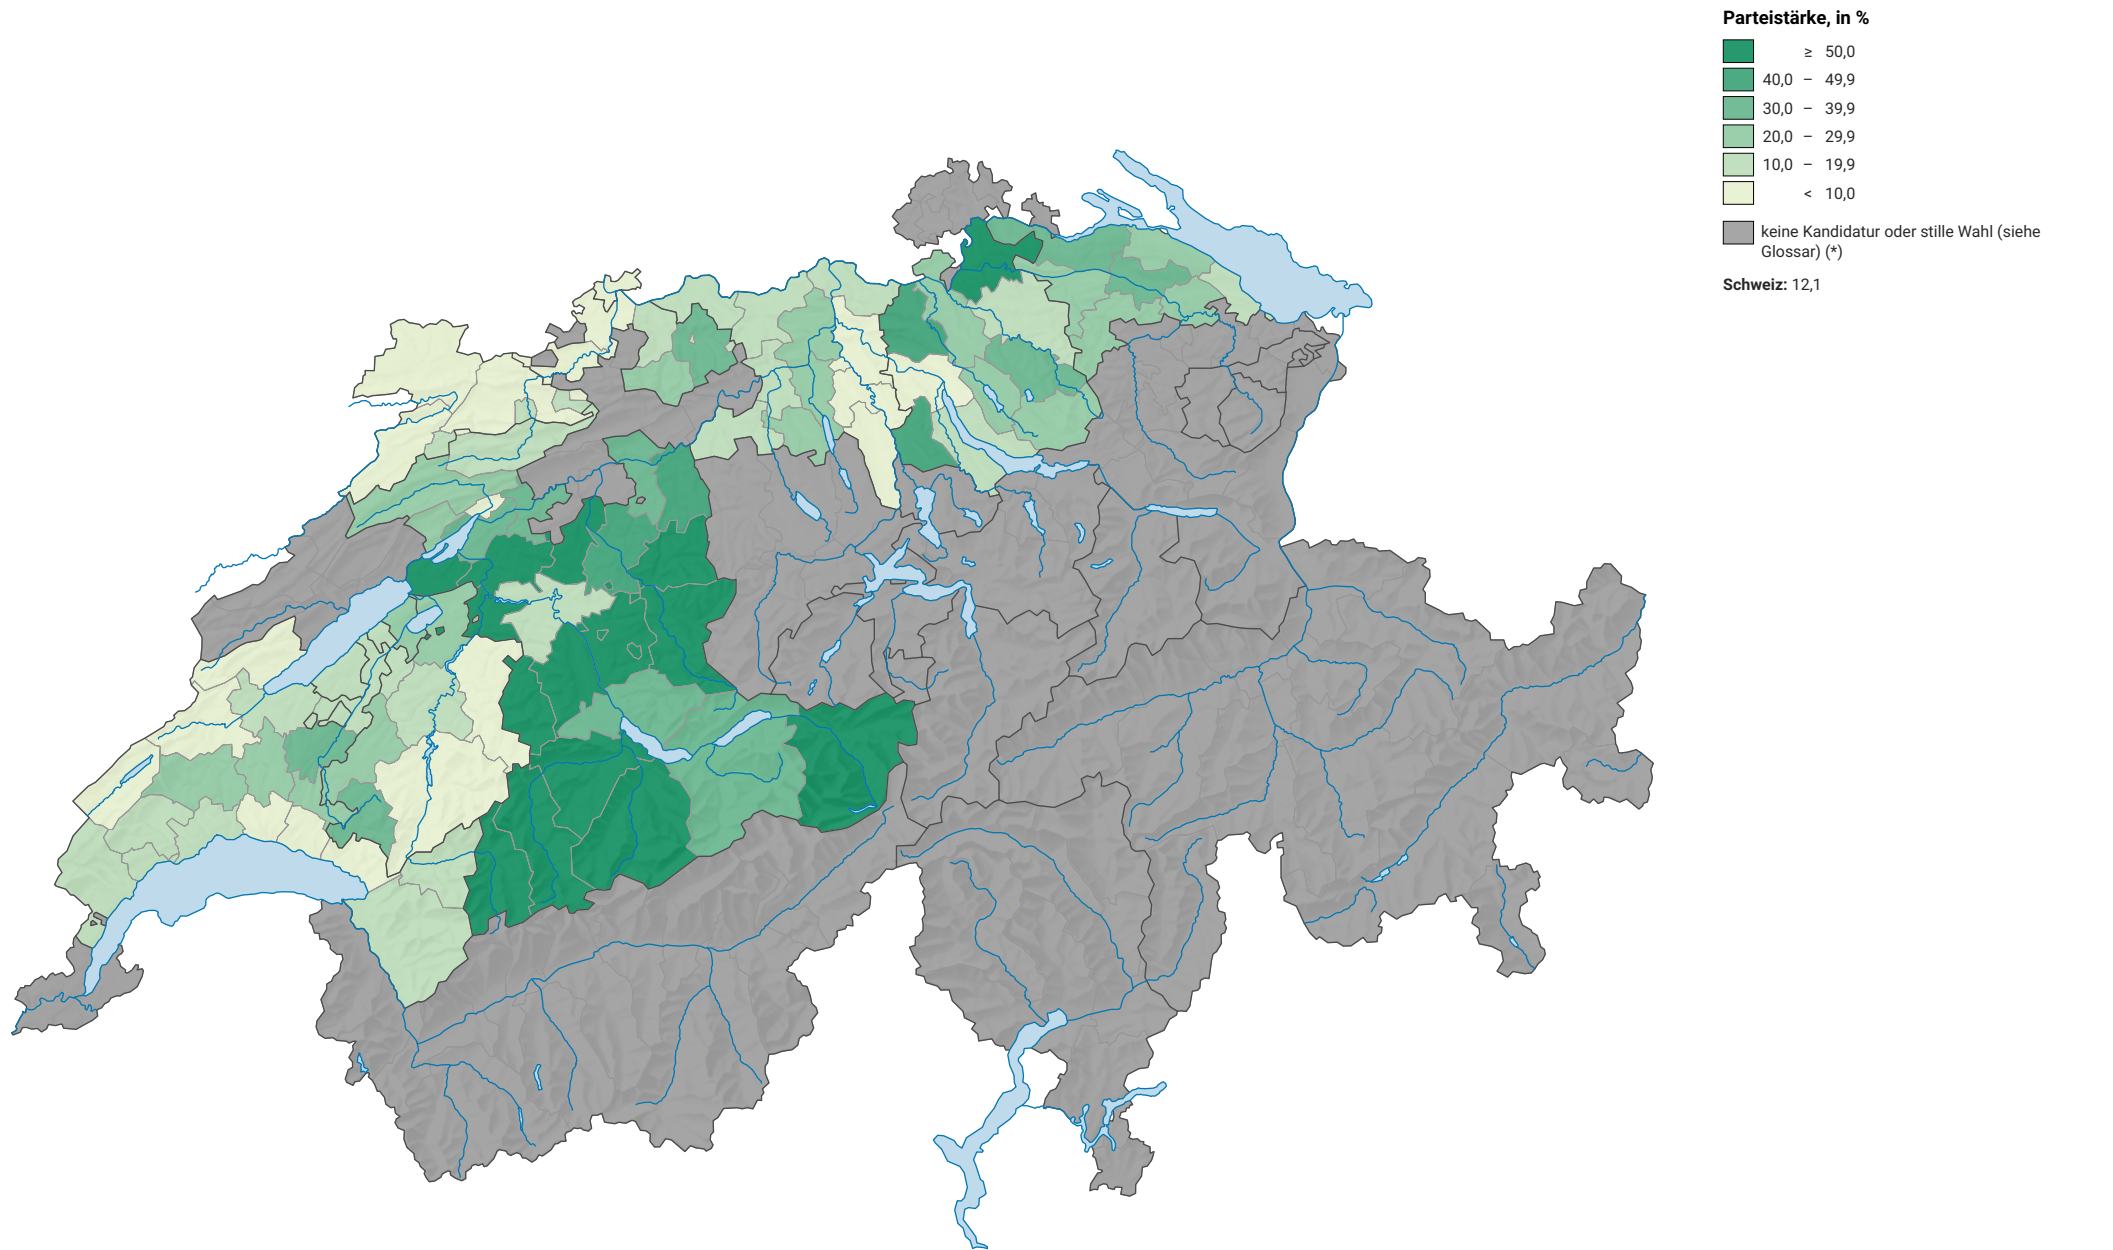 Parteistärke, in %
≥ 50,0
40,0 – 49,9
30,0 – 39,9
20,0 – 29,9
10,0 – 19,9
< 10,0
keine Kandidatur oder stille Wahl (siehe
Glossar) (*)
Schweiz: 12,1